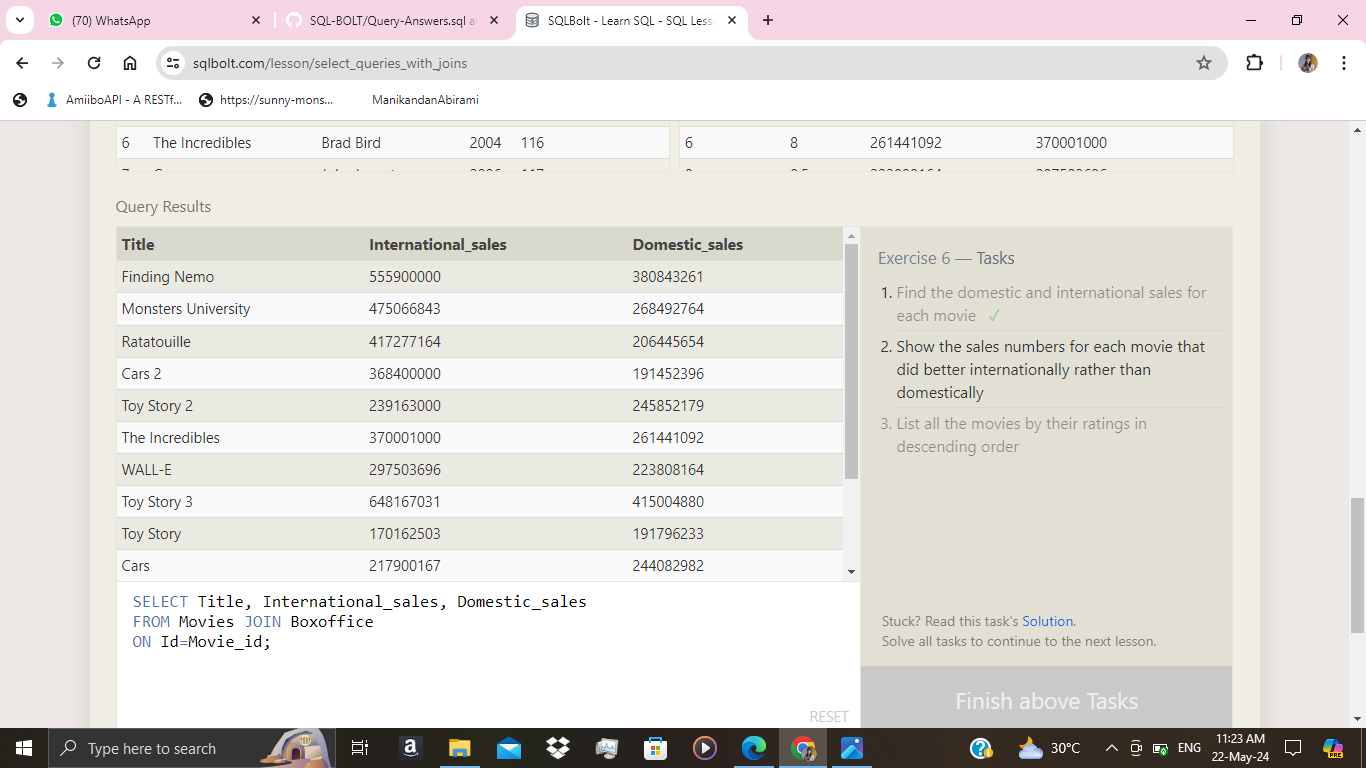 (70) WhatsApp
SQL-BOLT/Query-Answers.sql a
SQLBolt - Learn SQL - SQL Less
sqlbolt.com/lesson/select_queries_with_joins
AmiiboAPI - A RESTf...
https://sunny-mons...
ManikandanAbirami
6 The Incredibles Brad Bird 2004 116
6 8 261441092 370001000
Query Results
Title International_sales Domestic_sales
Finding Nemo 555900000 380843261
Monsters University 475066843 268492764
Ratatouille 417277164 206445654
Cars 2 368400000 191452396
Toy Story 2 239163000 245852179
The Incredibles 370001000 261441092
WALL-E 297503696 223808164
Toy Story 3 648167031 415004880
Toy Story 170162503 191796233
Cars 217900167 244082982
SELECT Title, International_sales, Domestic_sales
FROM Movies JOIN Boxoffice
ON Id=Movie_id;
RESET
Exercise 6 — Tasks
1. Find the domestic and international sales for
each movie ✓
2. Show the sales numbers for each movie that
did better internationally rather than
domestically
3. List all the movies by their ratings in
descending order
Stuck? Read this task's Solution.
Solve all tasks to continue to the next lesson.
Finish above Tasks
Type here to search
30°C
ENG
11:23 AM
22-May-24